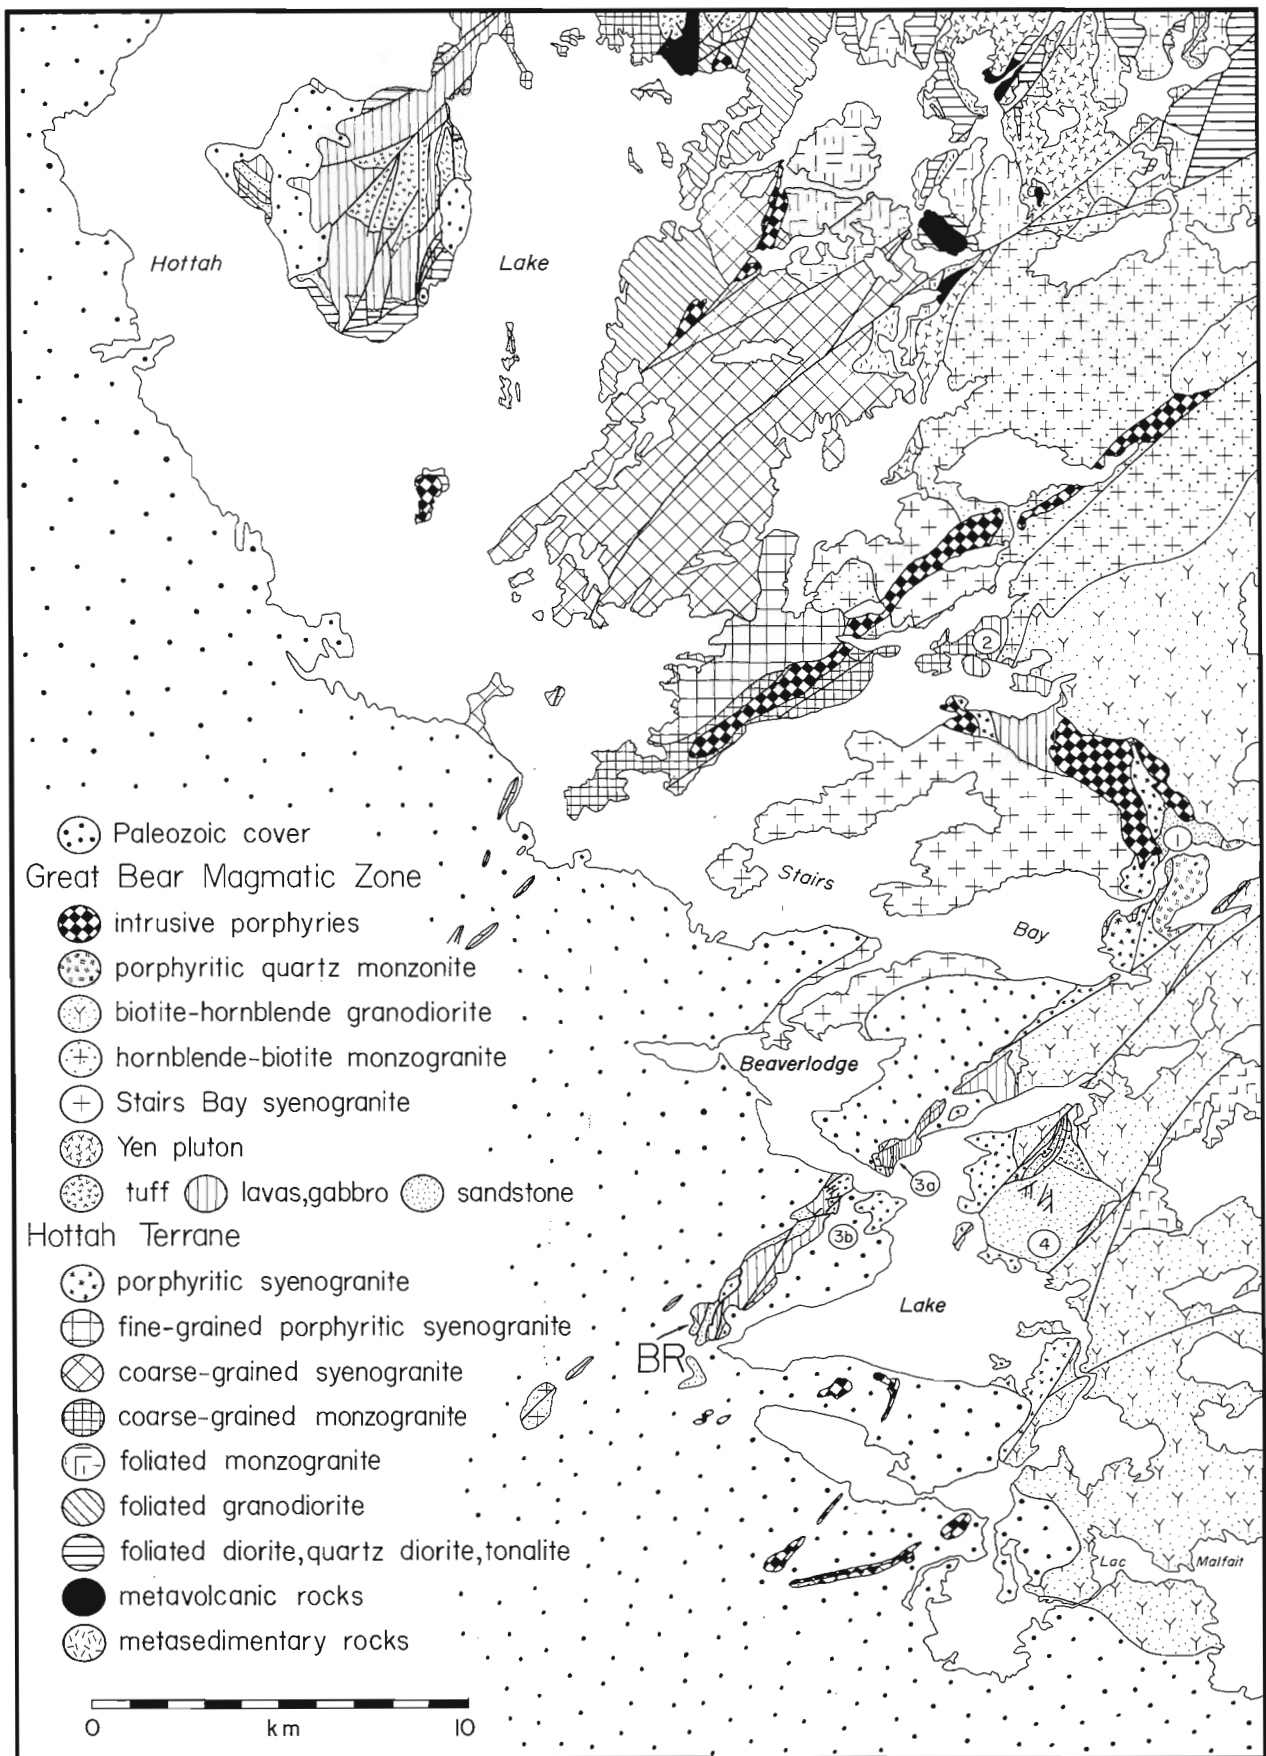 Hottah
Lake
2
1
Stairs
Bay
Beaverlodge
3a
3b
4
Lake
BR
Lac
Malfait
Paleozoic cover
Great Bear Magmatic Zone
intrusive porphyries
porphyritic quartz monzonite
biotite-hornblende granodiorite
hornblende-biotite monzogranite
Stairs Bay syenogranite
Yen pluton
tuff lavas,gabbro sandstone
Hottah Terrane
porphyritic syenogranite
fine-grained porphyritic syenogranite
coarse-grained syenogranite
coarse-grained monzogranite
foliated monzogranite
foliated granodiorite
foliated diorite,quartz diorite,tonalite
metavolcanic rocks
metasedimentary rocks
0 km 10